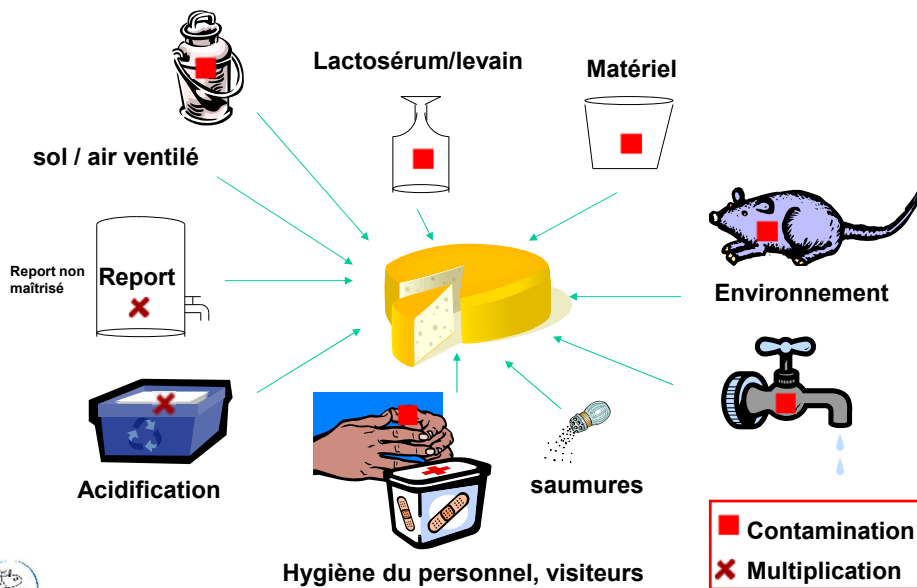 Lactosérum/levain
Matériel
sol / air ventilé
Report non
maîtrisé
Report
Environnement
Acidification
saumures
Hygiène du personnel, visiteurs
Contamination
Multiplication